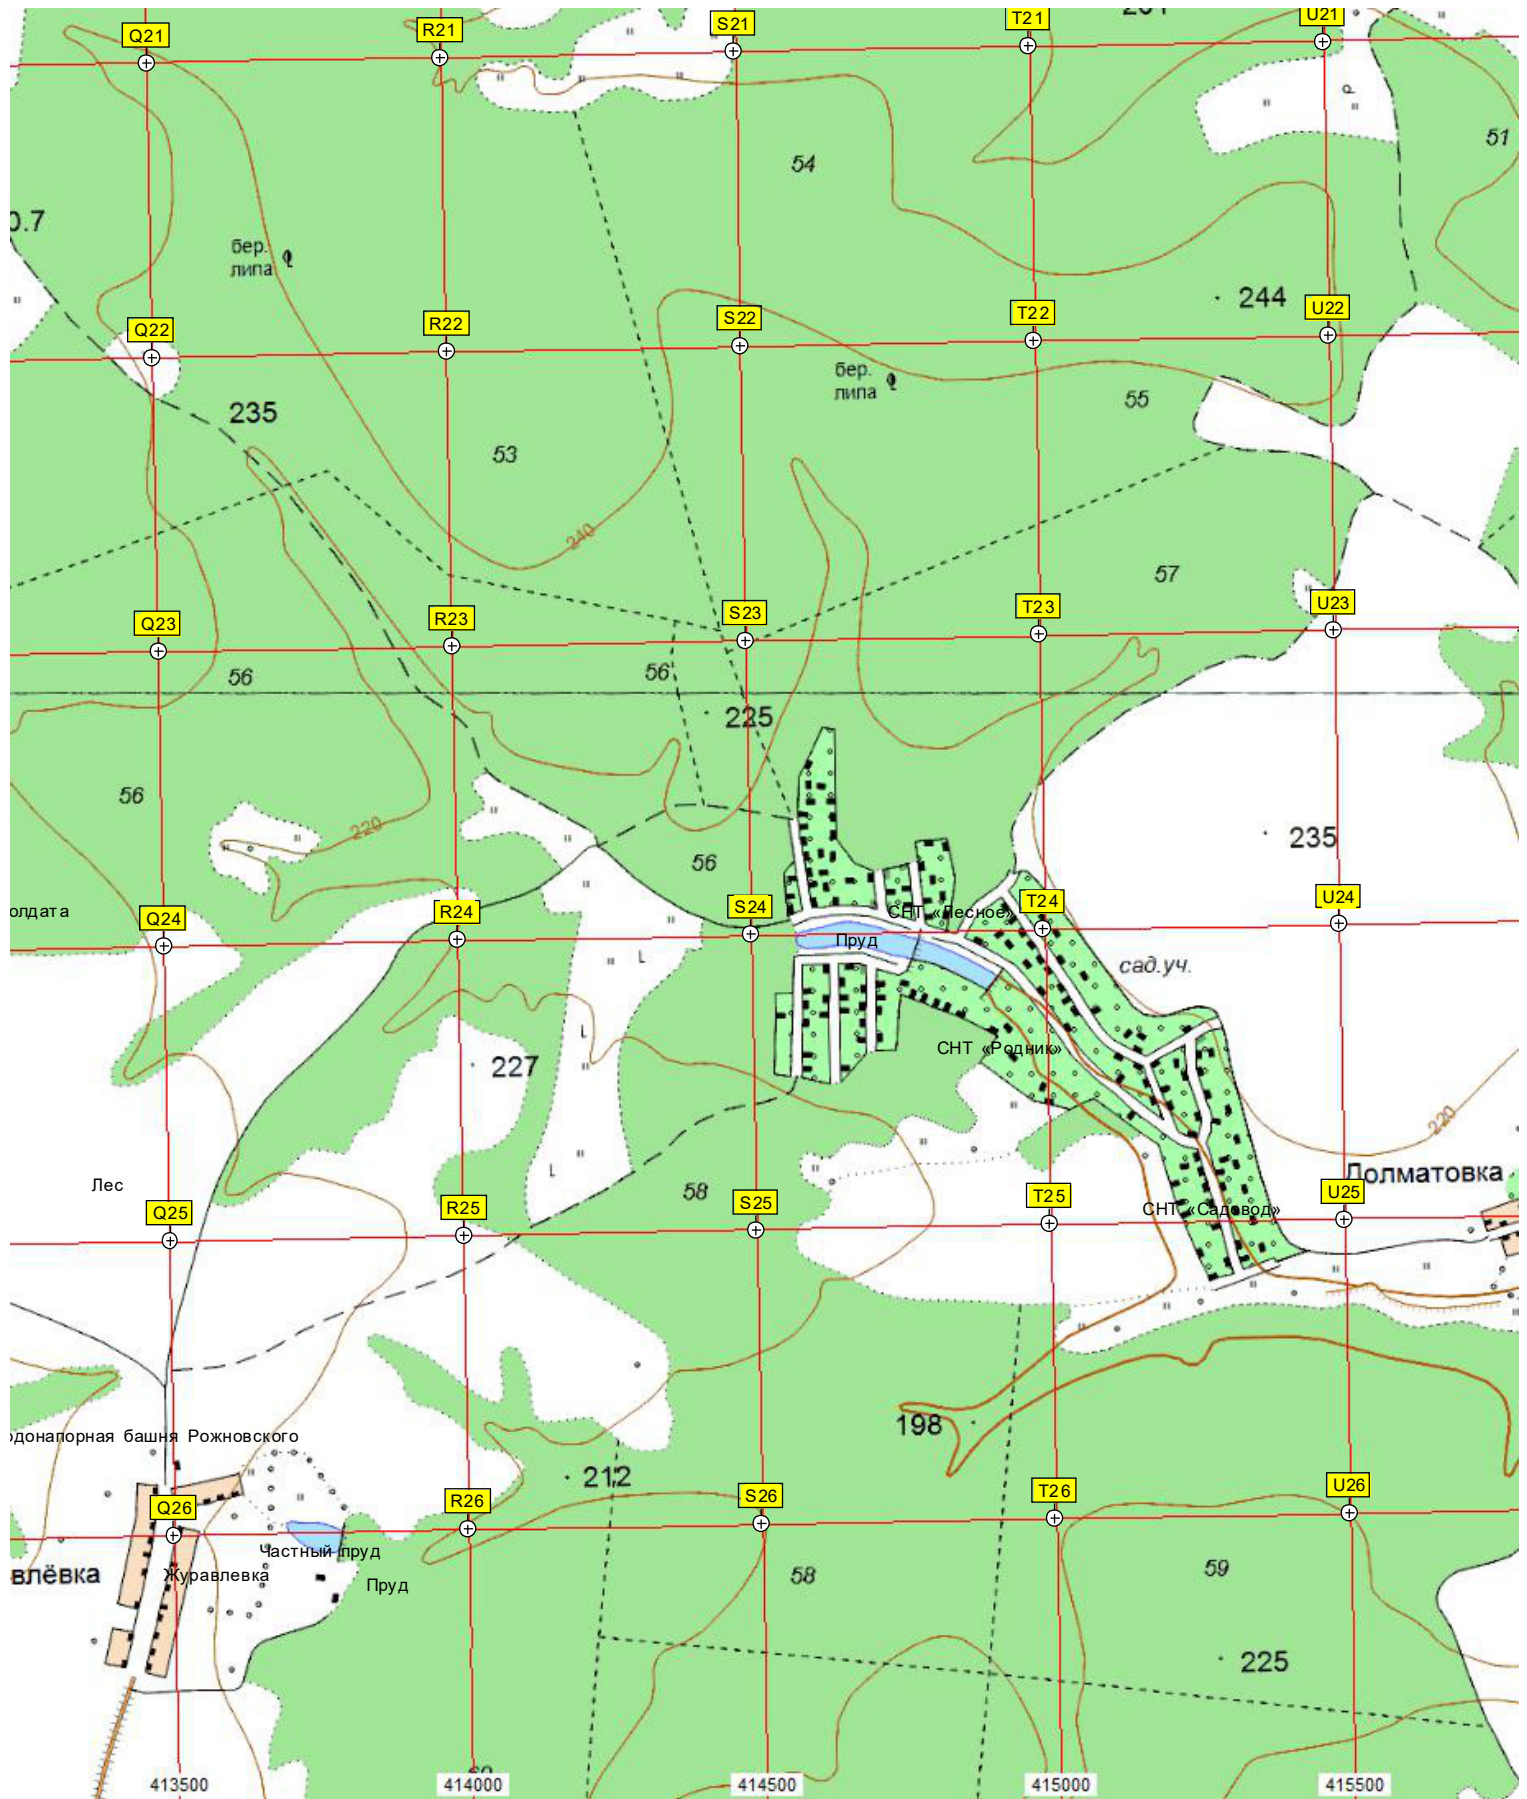 Q21
R21
S21
T21
U21
54
51
0.7
бер.
липа
244
Q22
R22
S22
T22
U22
бер.
липа
235
55
53
240
57
Q23
R23
S23
T23
U23
56
56
225
56
220
56
235
олдата
Q24
R24
S24
СНТ «Лесное»
T24
U24
Пруд
L
сад.уч.
L
СНТ «Родник»
227
220
L
Лес
58
Долматовка
Q25
R25
S25
T25
U25
СНТ «Садовод»
198
одонапорная башня Рожновского
212
Q26
R26
S26
T26
U26
Частный пруд
влёвка
Журавлевка
Пруд
58
59
225
413500
414000
414500
415000
415500